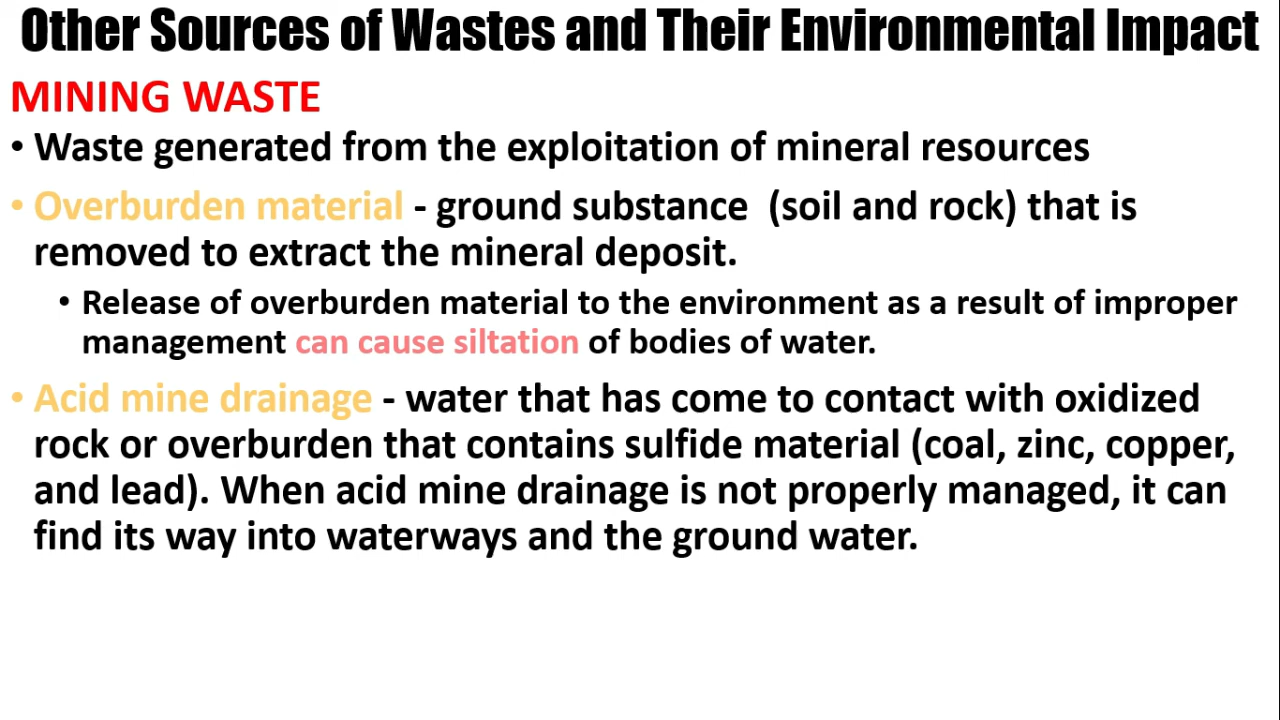 Other Sources of Wastes and Their Environmental Impact
MINING WASTE
• Waste generated from the exploitation of mineral resources
• Overburden material - ground substance  (soil and rock) that is
removed to extract the mineral deposit.
• Release of overburden material to the environment as a result of improper
management can cause siltation of bodies of water.
• Acid mine drainage - water that has come to contact with oxidized
rock or overburden that contains sulfide material (coal, zinc, copper,
and lead). When acid mine drainage is not properly managed, it can
find its way into waterways and the ground water.